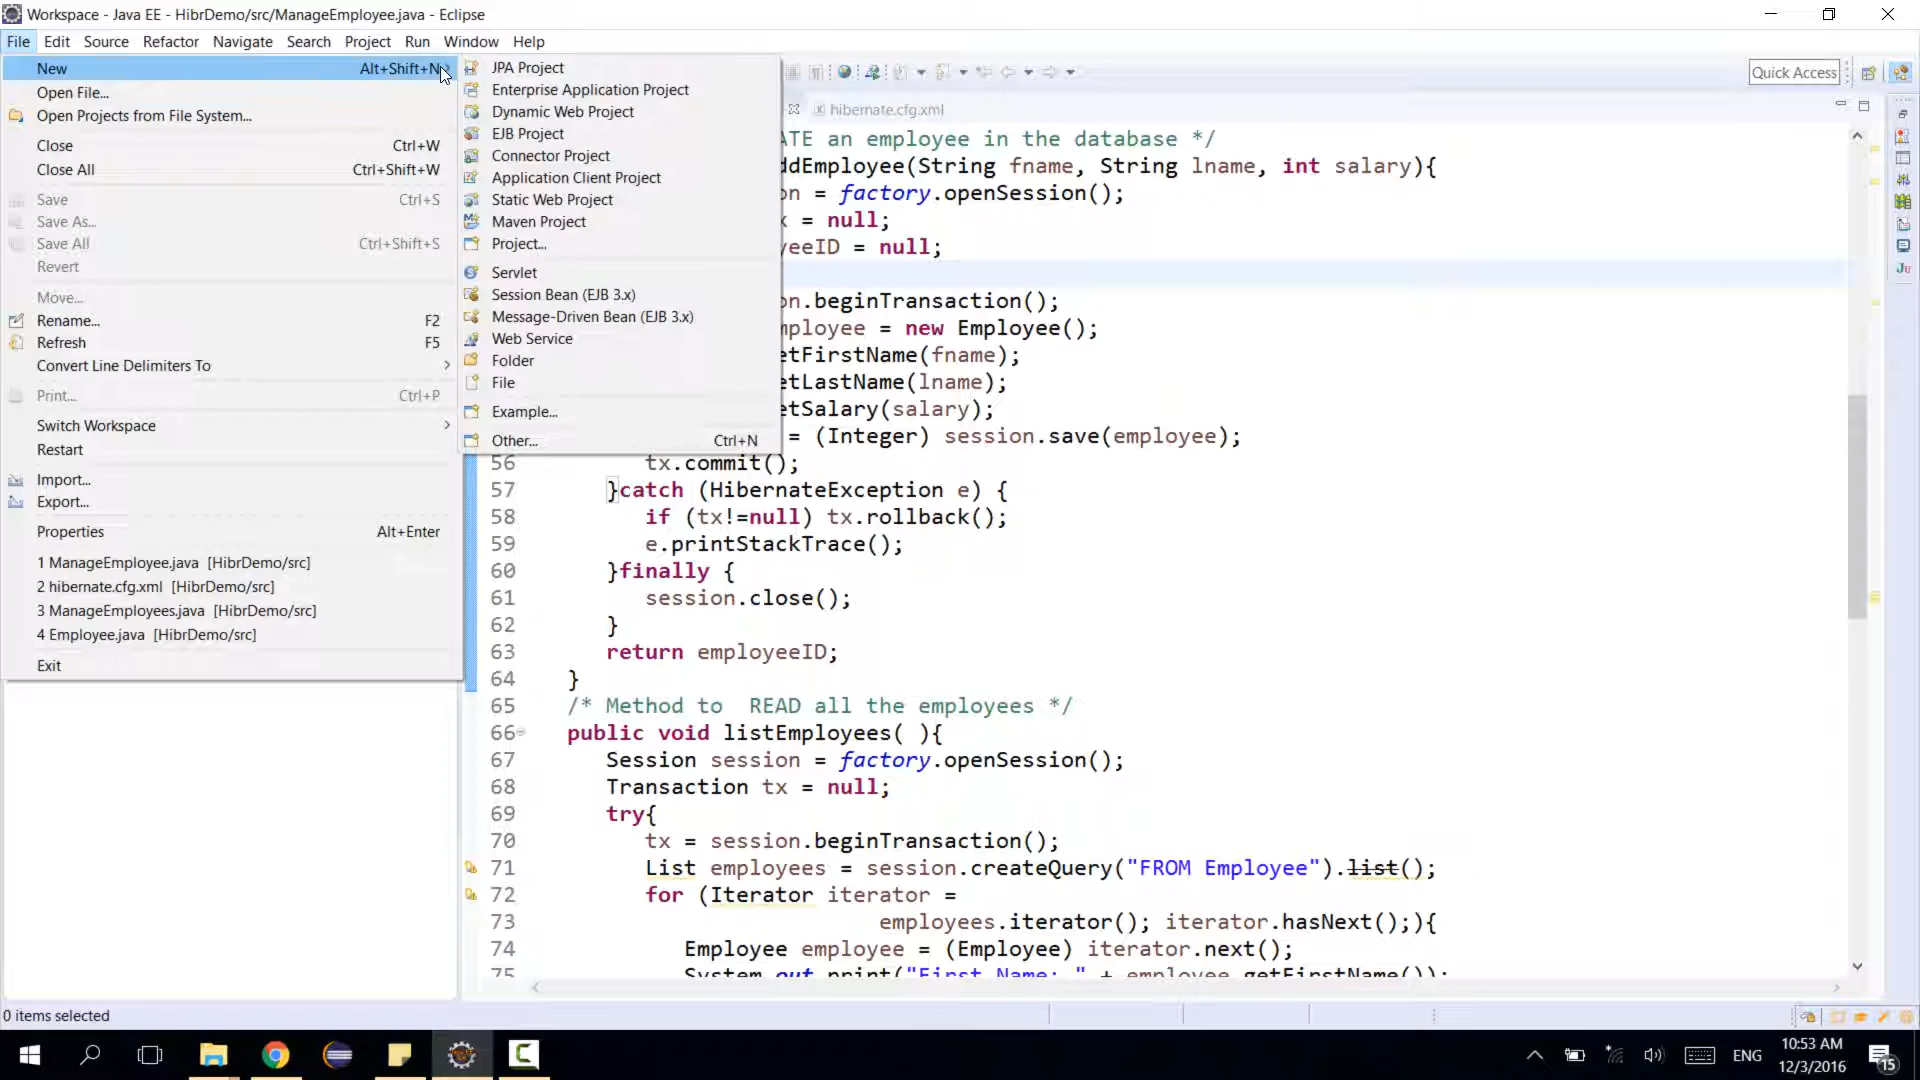 Workspace - Java EE - HibrDemo/src/ManageEmployee.java - Eclipse
File Edit Source Refactor Navigate Search Project Run Window Help
New Alt+Shift+N
Open File...
Open Projects from File System...
Close Ctrl+W
Close All Ctrl+Shift+W
Save Ctrl+S
Save As...
Save All Ctrl+Shift+S
Revert
Move...
Rename... F2
Refresh F5
Convert Line Delimiters To
Print... Ctrl+P
Switch Workspace
Restart
Import...
Export...
Properties Alt+Enter
1 ManageEmployee.java [HibrDemo/src]
2 hibernate.cfg.xml [HibrDemo/src]
3 ManageEmployees.java [HibrDemo/src]
4 Employee.java [HibrDemo/src]
Exit
JPA Project
Enterprise Application Project
Dynamic Web Project
EJB Project
Connector Project
Application Client Project
Static Web Project
Maven Project
Project...
Servlet
Session Bean (EJB 3.x)
Message-Driven Bean (EJB 3.x)
Web Service
Folder
File
Example...
Other... Ctrl+N
Quick Access
hibernate.cfg.xml
ATE an employee in the database */
ddEmployee(String fname, String lname, int salary){
on = factory.openSession();
x = null;
yeeID = null;
on.beginTransaction();
mployee = new Employee();
etFirstName(fname);
etLastName(lname);
etSalary(salary);
= (Integer) session.save(employee);
56 tx.commit();
57 }catch (HibernateException e) {
58 if (tx!=null) tx.rollback();
59 e.printStackTrace();
60 }finally {
61 session.close();
62 }
63 return employeeID;
64 }
65 /* Method to  READ all the employees */
66 public void listEmployees( ){
67 Session session = factory.openSession();
68 Transaction tx = null;
69 try{
70 tx = session.beginTransaction();
71 List employees = session.createQuery("FROM Employee").list();
72 for (Iterator iterator =
73 employees.iterator(); iterator.hasNext();){
74 Employee employee = (Employee) iterator.next();
75 System.out.print("First Name: " + employee.getFirstName());
0 items selected
Ju
ENG
10:53 AM
12/3/2016
15